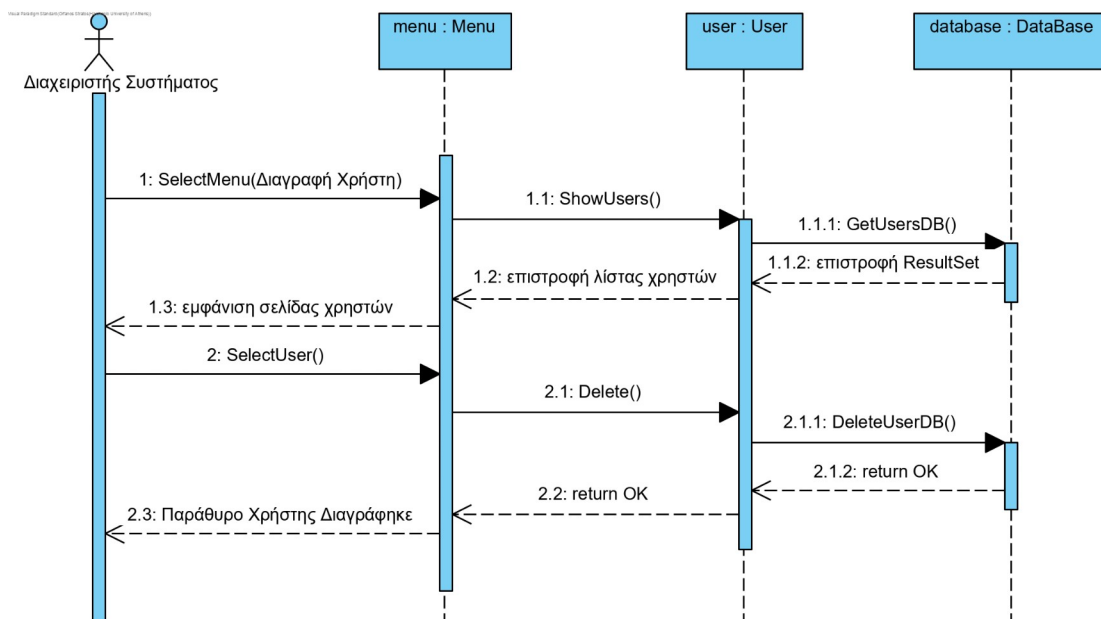 menu : Menu
user : User
database : DataBase
Διαχειριστής Συστήματος
1: SelectMenu(Διαγραφή Χρήστη)
1.1: ShowUsers()
1.1.1: GetUsersDB()
1.1.2: επιστροφή ResultSet
1.2: επιστροφή λίστας χρηστών
1.3: εμφάνιση σελίδας χρηστών
2: SelectUser()
2.1: Delete()
2.1.1: DeleteUserDB()
2.1.2: return OK
2.2: return OK
2.3: Παράθυρο Χρήστης Διαγράφηκε